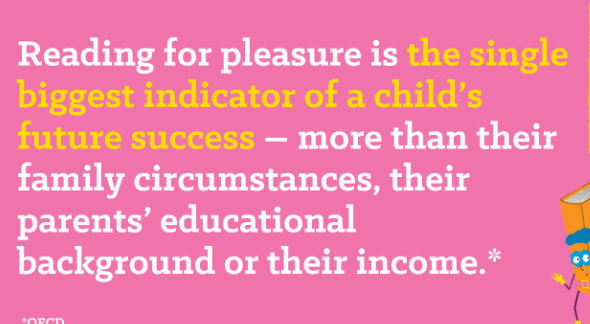 Reading for pleasure is the single
biggest indicator of a child's
future success – more than their
family circumstances, their
parents' educational
background or their income.*
*OECD